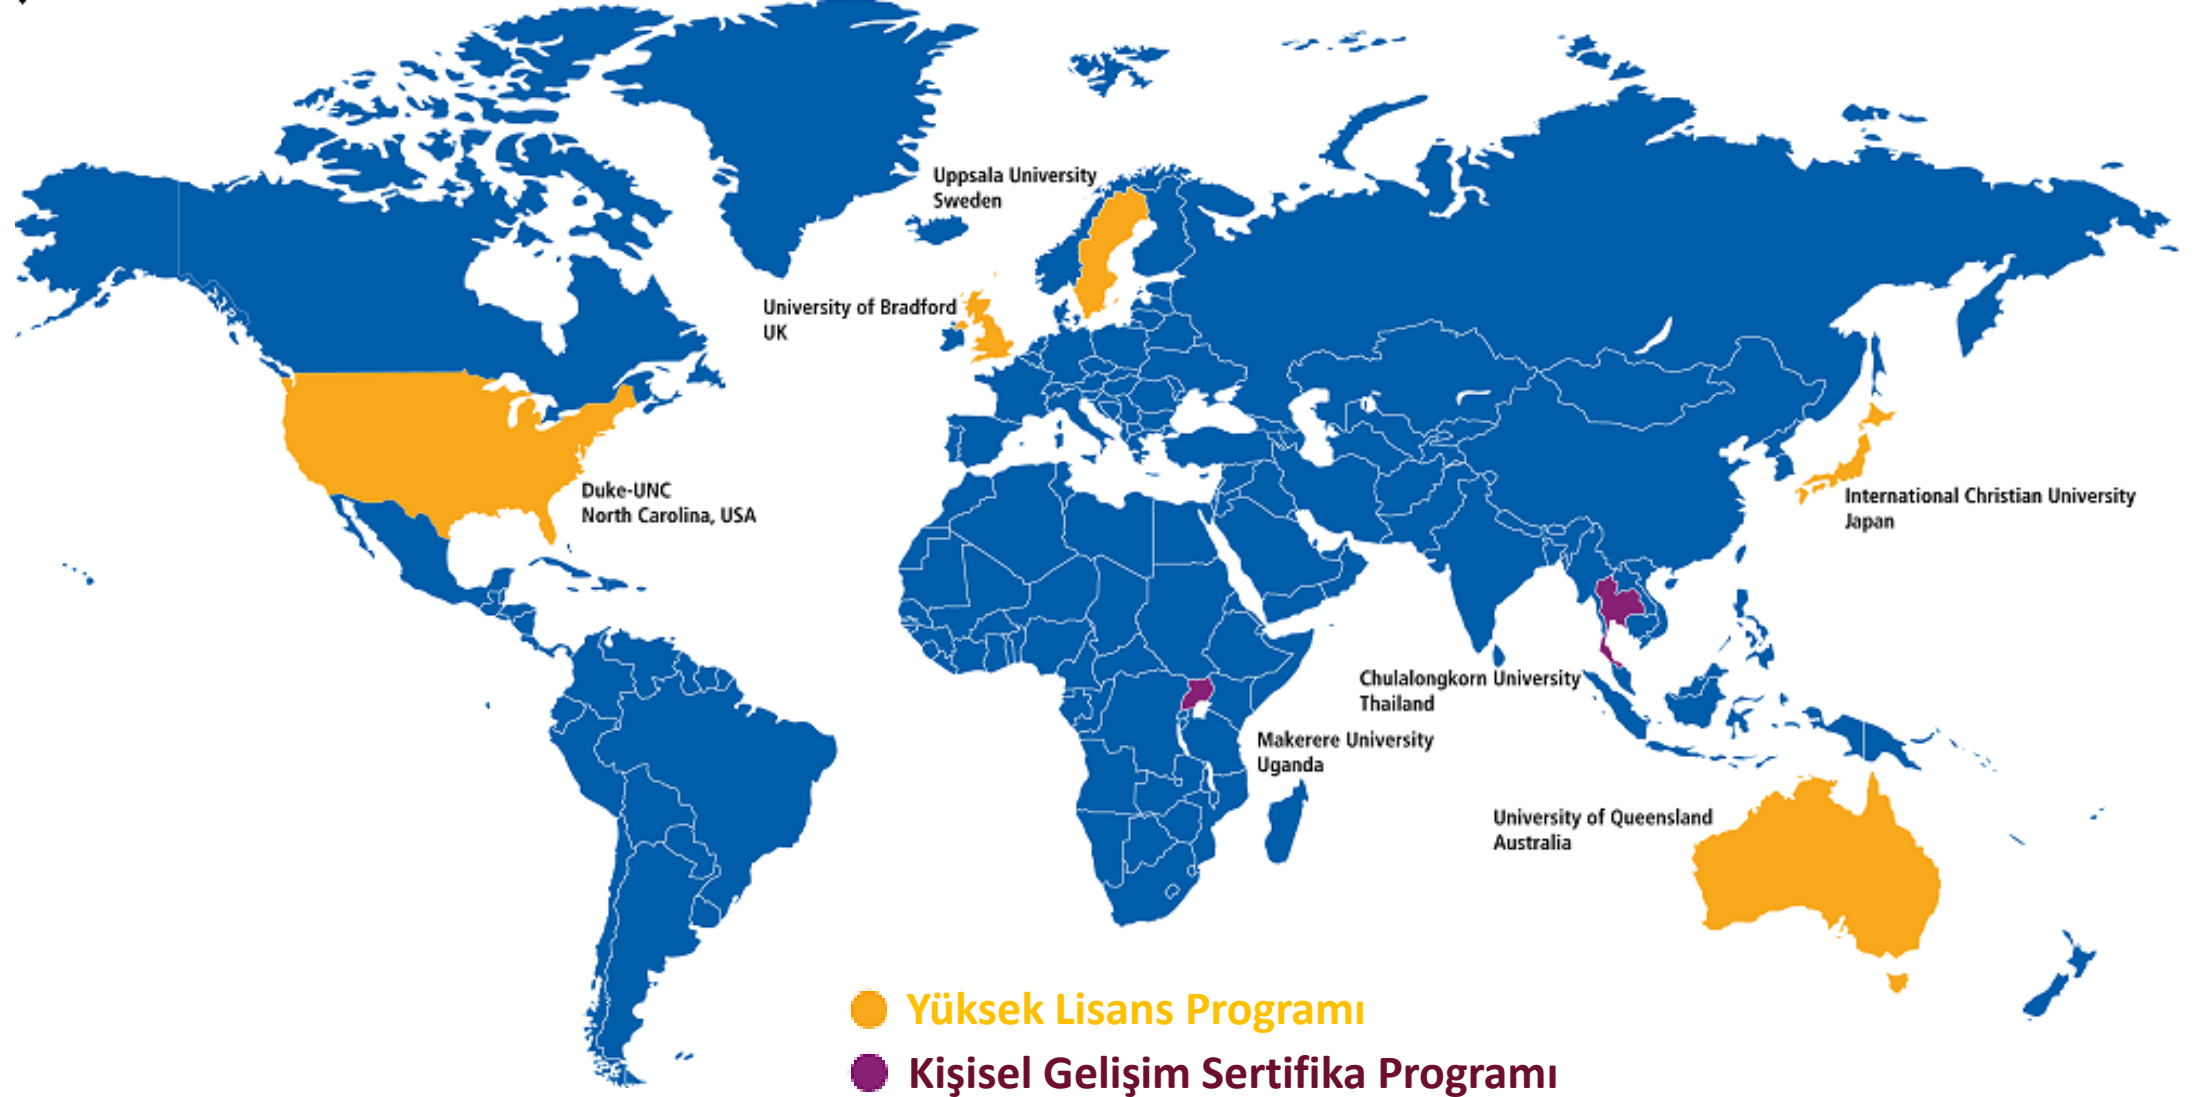 Uppsala University
Sweden
University of Bradford
UK
Duke-UNC
North Carolina, USA
International Christian University
Japan
Chulalongkorn University
Thailand
Makerere University
Uganda
University of Queensland
Australia
Yüksek Lisans Programı
Kişisel Gelişim Sertifika Programı